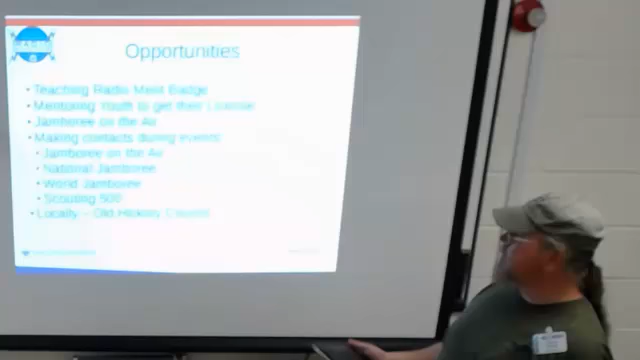 Opportunities
Teaching Radio Merit Badge
Mentoring Youth to get their License
Jamboree on the Air
Making contacts during events
Jamboree on the Air
National Jamboree
World Jamboree
Scouting 500
Locally – Old Hickory Council